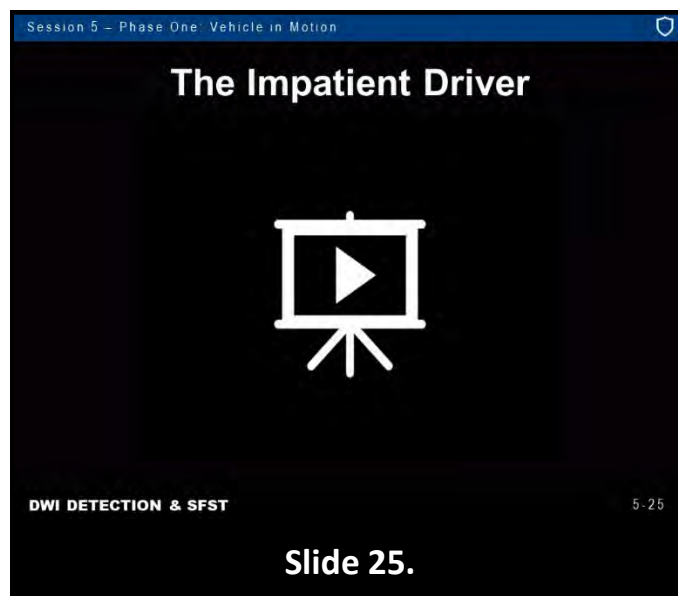 Session 5 – Phase One: Vehicle in Motion
The Impatient Driver
DWI DETECTION & SFST
5-25
Slide 25.